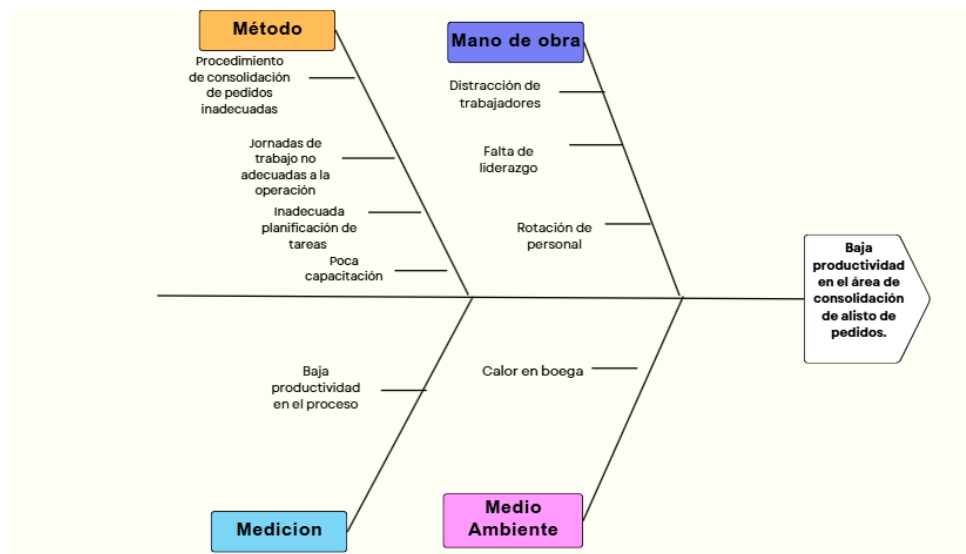 Método
Procedimiento
de consolidación
de pedidos
inadecuadas
Jornadas de
trabajo no
adecuadas a la
operación
Inadecuada
planificación de
tareas
Poca
capacitación
Mano de obra
Distracción de
trabajadores
Falta de
liderazgo
Rotación de
personal
Baja
productividad
en el área de
consolidación
de alisto de
pedidos.
Baja
productividad
en el proceso
Medicion
Calor en boega
Medio
Ambiente